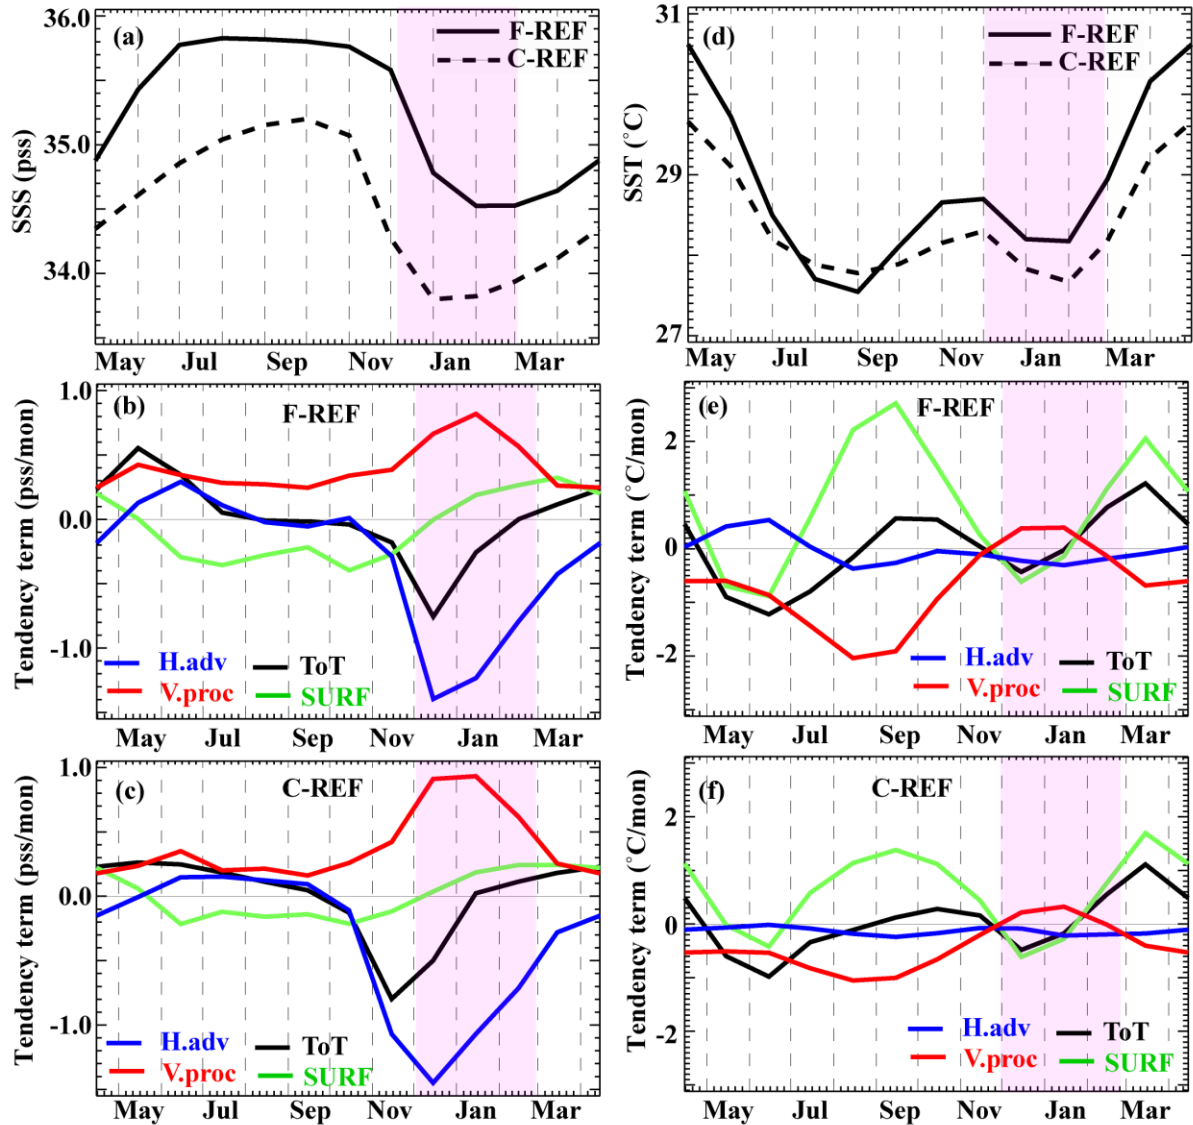 (a)
F-REF
C-REF
SSS (pss)
36.0
35.0
34.0
May Jul Sep Nov Jan Mar
(d)
F-REF
C-REF
SST (°C)
31
29
27
May Jul Sep Nov Jan Mar
(b)
F-REF
Tendency term (pss/mon)
1.0
0.0
-1.0
H.adv ToT
V.proc SURF
May Jul Sep Nov Jan Mar
(e)
F-REF
Tendency term (°C/mon)
2
0
-2
H.adv ToT
V.proc SURF
May Jul Sep Nov Jan Mar
(c)
C-REF
Tendency term (pss/mon)
1.0
0.0
-1.0
H.adv ToT
V.proc SURF
May Jul Sep Nov Jan Mar
(f)
C-REF
Tendency term (°C/mon)
2
0
-2
H.adv ToT
V.proc SURF
May Jul Sep Nov Jan Mar